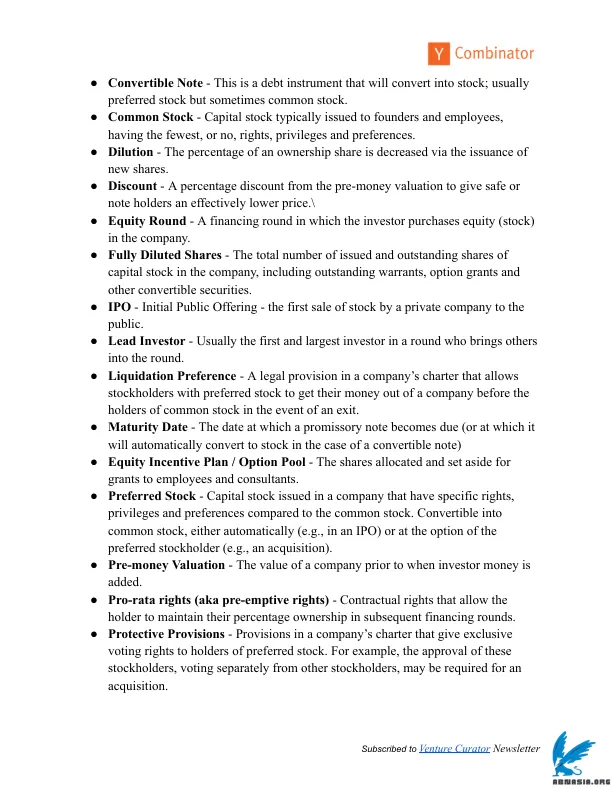 Y Combinator
● Convertible Note - This is a debt instrument that will convert into stock; usually
preferred stock but sometimes common stock.
● Common Stock - Capital stock typically issued to founders and employees,
having the fewest, or no, rights, privileges and preferences.
● Dilution - The percentage of an ownership share is decreased via the issuance of
new shares.
● Discount - A percentage discount from the pre-money valuation to give safe or
note holders an effectively lower price.\
● Equity Round - A financing round in which the investor purchases equity (stock)
in the company.
● Fully Diluted Shares - The total number of issued and outstanding shares of
capital stock in the company, including outstanding warrants, option grants and
other convertible securities.
● IPO - Initial Public Offering - the first sale of stock by a private company to the
public.
● Lead Investor - Usually the first and largest investor in a round who brings others
into the round.
● Liquidation Preference - A legal provision in a company’s charter that allows
stockholders with preferred stock to get their money out of a company before the
holders of common stock in the event of an exit.
● Maturity Date - The date at which a promissory note becomes due (or at which it
will automatically convert to stock in the case of a convertible note)
● Equity Incentive Plan / Option Pool - The shares allocated and set aside for
grants to employees and consultants.
● Preferred Stock - Capital stock issued in a company that have specific rights,
privileges and preferences compared to the common stock. Convertible into
common stock, either automatically (e.g., in an IPO) or at the option of the
preferred stockholder (e.g., an acquisition).
● Pre-money Valuation - The value of a company prior to when investor money is
added.
● Pro-rata rights (aka pre-emptive rights) - Contractual rights that allow the
holder to maintain their percentage ownership in subsequent financing rounds.
● Protective Provisions - Provisions in a company’s charter that give exclusive
voting rights to holders of preferred stock. For example, the approval of these
stockholders, voting separately from other stockholders, may be required for an
acquisition.
Subscribed to Venture Curator Newsletter
ABNASIA.ORG